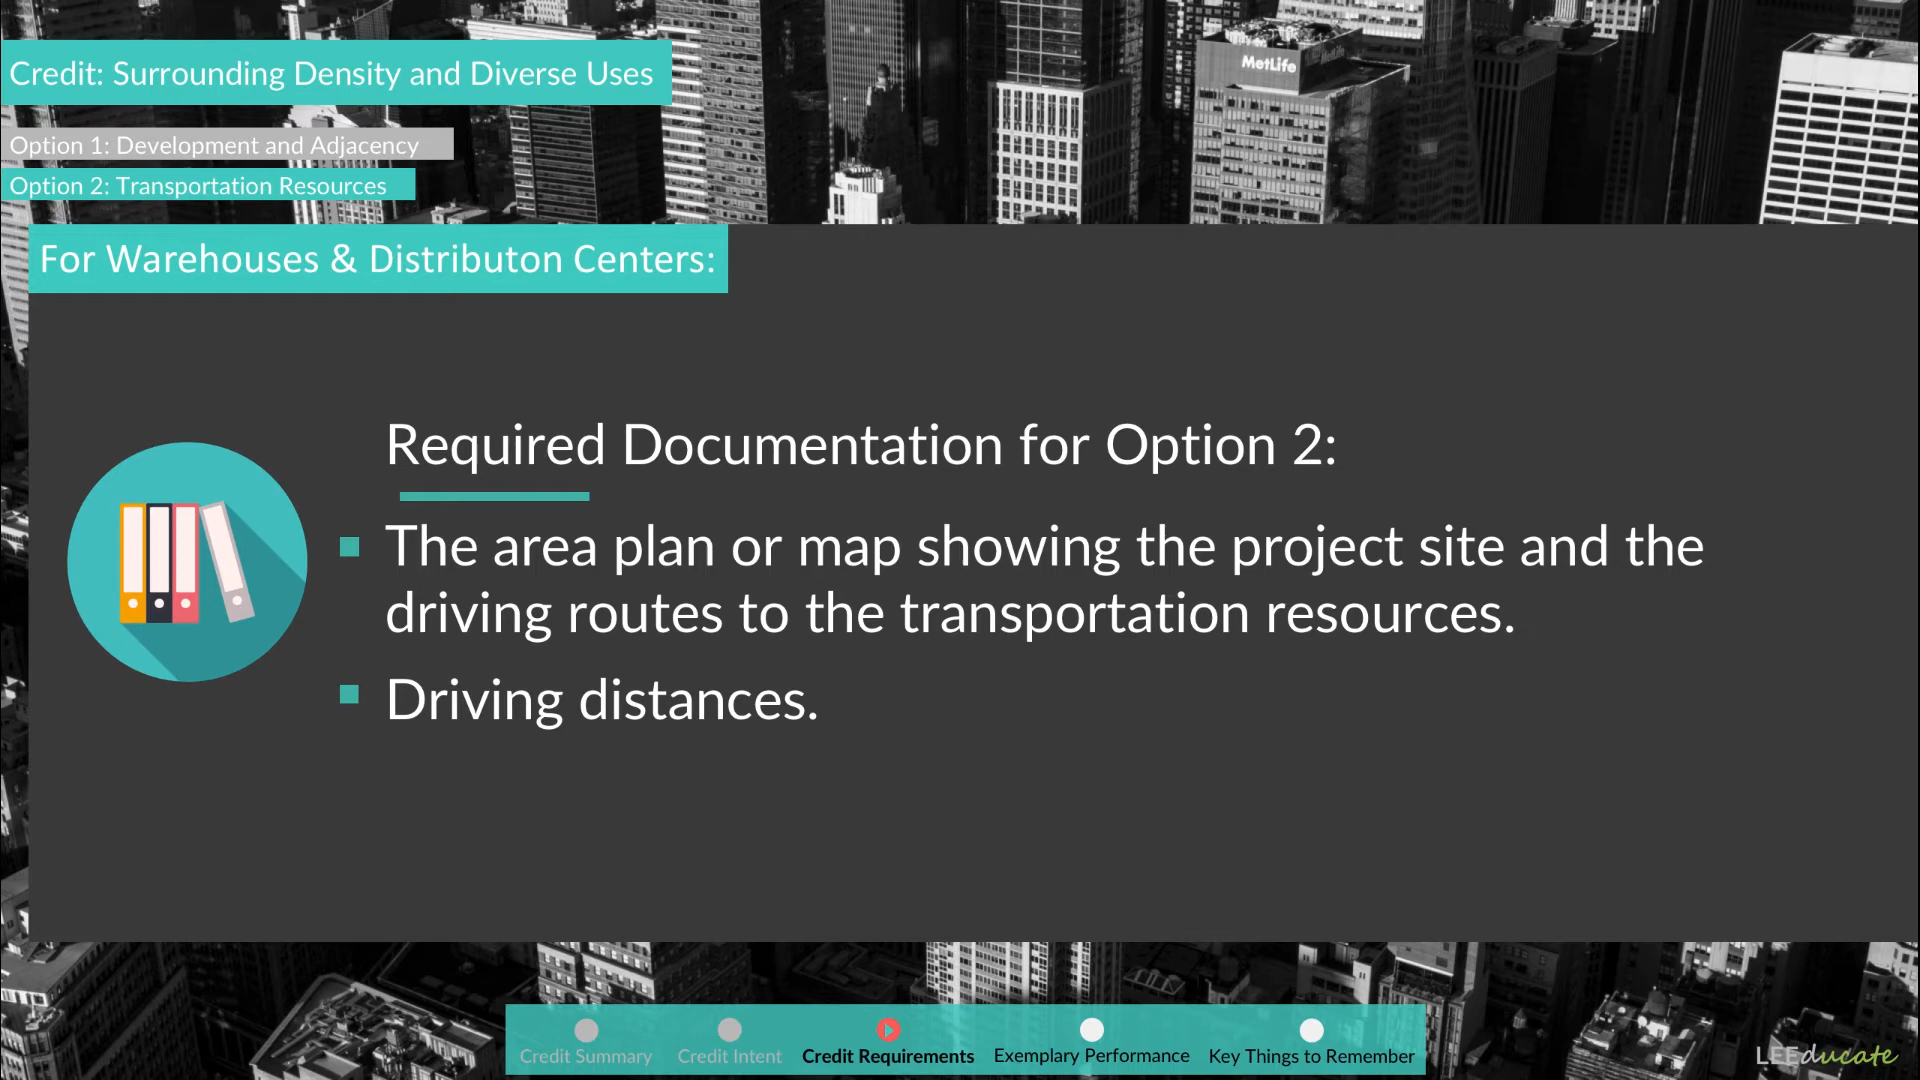 Credit: Surrounding Density and Diverse Uses
MetLife
Option 1: Development and Adjacency
Option 2: Transportation Resources
For Warehouses & Distributon Centers:
Required Documentation for Option 2:
The area plan or map showing the project site and the
driving routes to the transportation resources.
Driving distances.
Credit Summary
Credit Intent
Credit Requirements
Exemplary Performance
Key Things to Remember
LEEducate